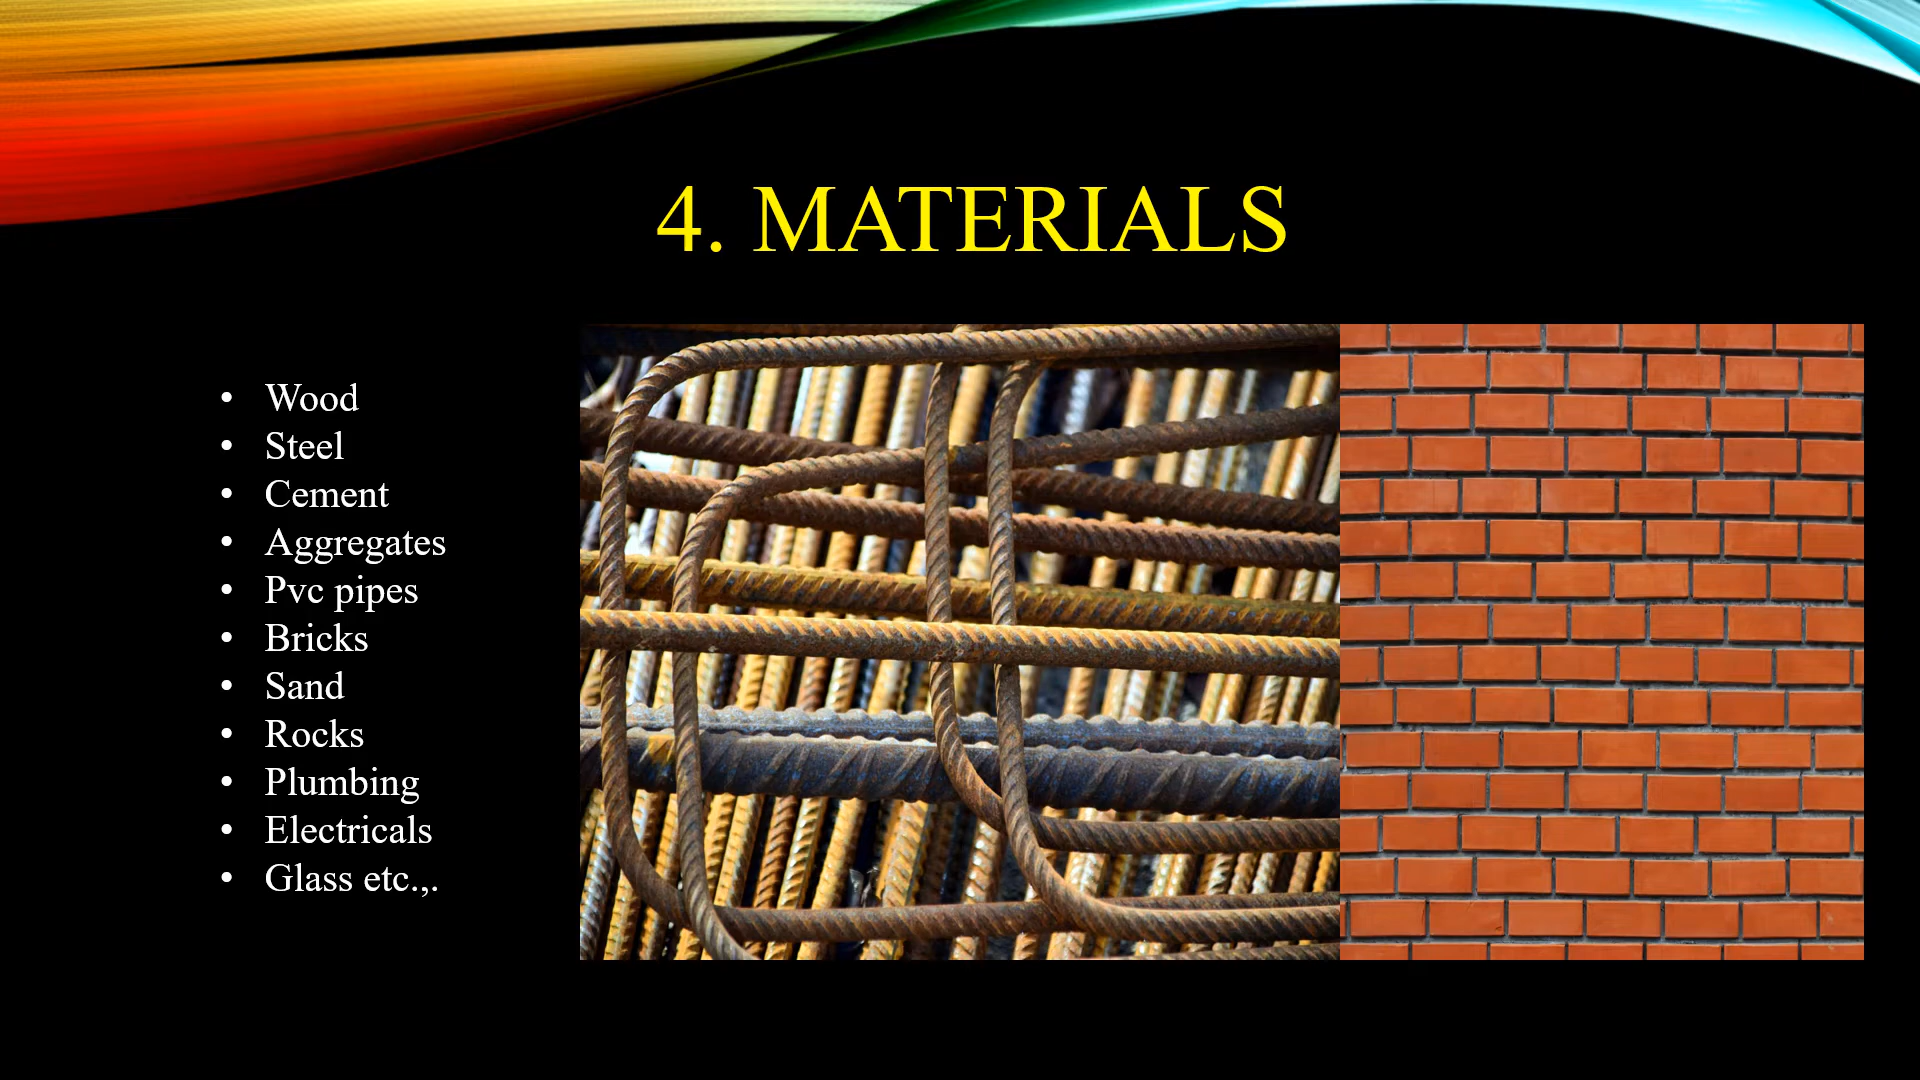 4. MATERIALS
• Wood
• Steel
• Cement
• Aggregates
• Pvc pipes
• Bricks
• Sand
• Rocks
• Plumbing
• Electricals
• Glass etc.,.